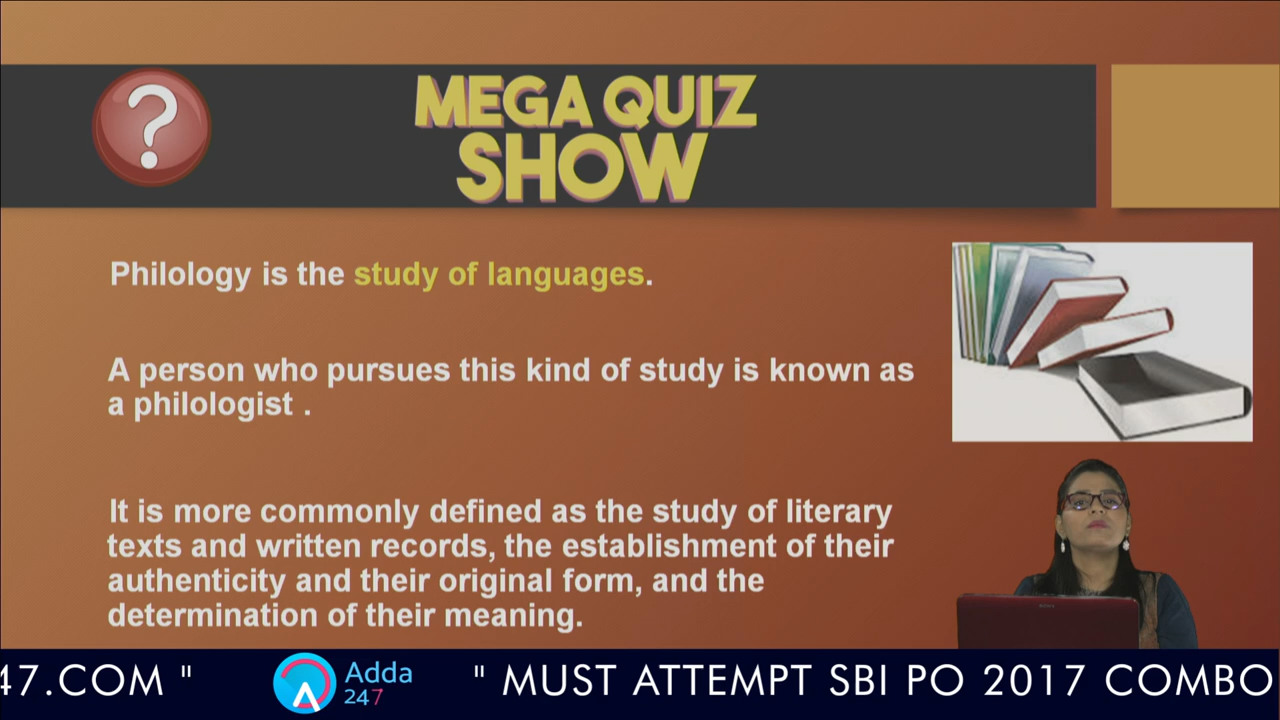 ?
MEGA QUIZ
SHOW
Philology is the study of languages.
A person who pursues this kind of study is known as
a philologist .
It is more commonly defined as the study of literary
texts and written records, the establishment of their
authenticity and their original form, and the
determination of their meaning.
47.COM " Adda 247 " MUST ATTEMPT SBI PO 2017 COMBO